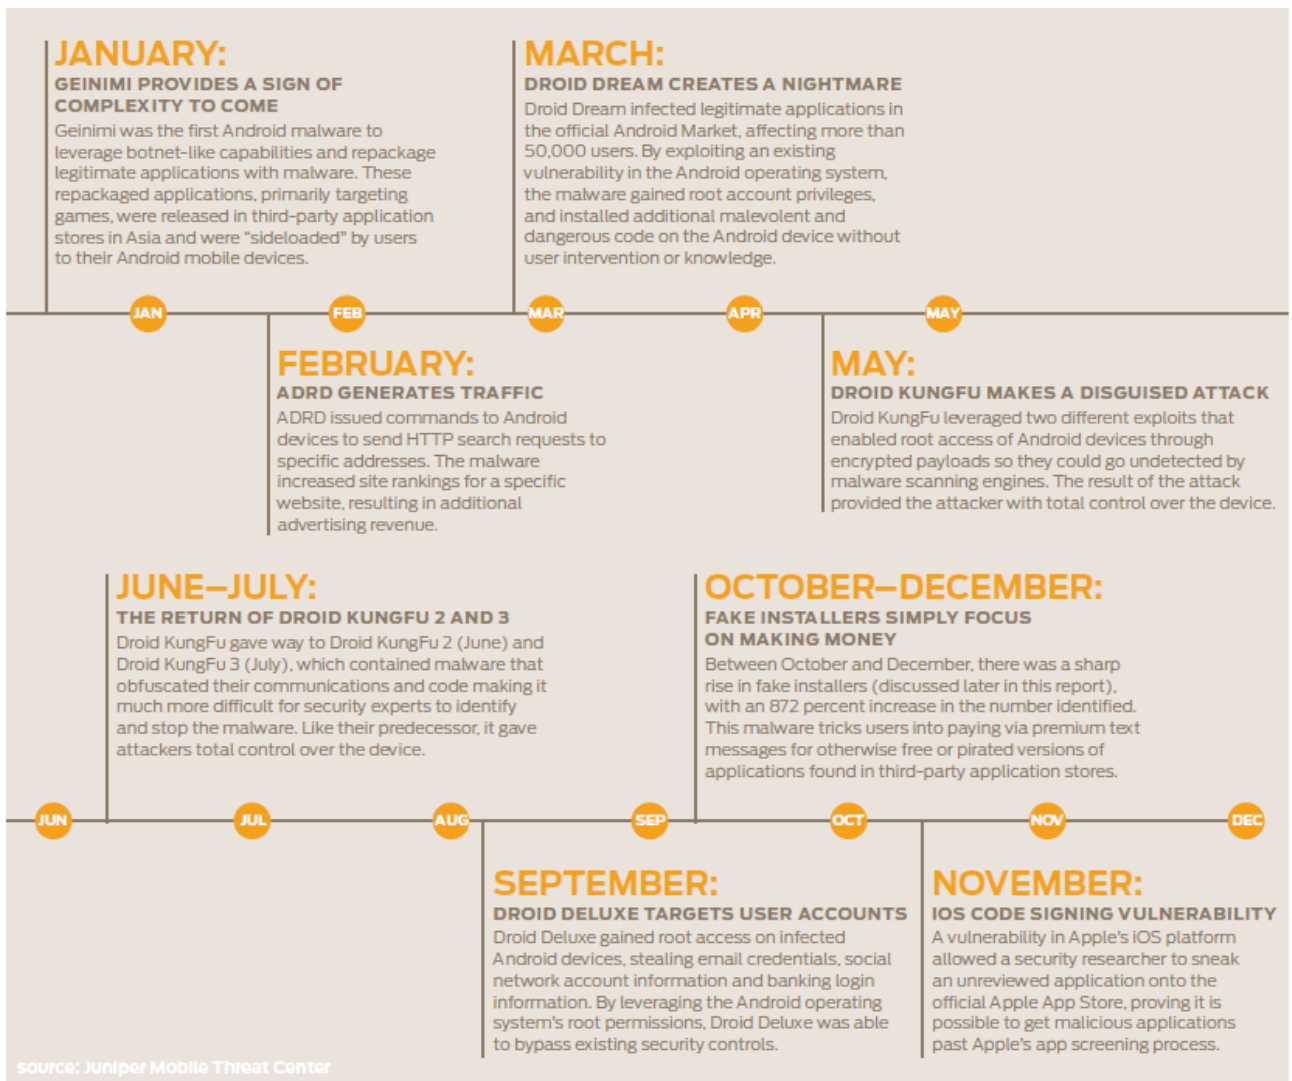 JANUARY:
GEINIMI PROVIDES A SIGN OF
COMPLEXITY TO COME
Geinimi was the first Android malware to
leverage botnet-like capabilities and repackage
legitimate applications with malware. These
repackaged applications, primarily targeting
games, were released in third-party application
stores in Asia and were “sideloaded” by users
to their Android mobile devices.
MARCH:
DROID DREAM CREATES A NIGHTMARE
Droid Dream infected legitimate applications in
the official Android Market, affecting more than
50,000 users. By exploiting an existing
vulnerability in the Android operating system,
the malware gained root account privileges,
and installed additional malevolent and
dangerous code on the Android device without
user intervention or knowledge.
JAN
FEB
MAR
APR
MAY
FEBRUARY:
ADRD GENERATES TRAFFIC
ADRD issued commands to Android
devices to send HTTP search requests to
specific addresses. The malware
increased site rankings for a specific
website, resulting in additional
advertising revenue.
MAY:
DROID KUNGFU MAKES A DISGUISED ATTACK
Droid KungFu leveraged two different exploits that
enabled root access of Android devices through
encrypted payloads so they could go undetected by
malware scanning engines. The result of the attack
provided the attacker with total control over the device.
JUNE–JULY:
THE RETURN OF DROID KUNGFU 2 AND 3
Droid KungFu gave way to Droid KungFu 2 (June) and
Droid KungFu 3 (July), which contained malware that
obfuscated their communications and code making it
much more difficult for security experts to identify
and stop the malware. Like their predecessor, it gave
attackers total control over the device.
OCTOBER–DECEMBER:
FAKE INSTALLERS SIMPLY FOCUS
ON MAKING MONEY
Between October and December, there was a sharp
rise in fake installers (discussed later in this report),
with an 872 percent increase in the number identified.
This malware tricks users into paying via premium text
messages for otherwise free or pirated versions of
applications found in third-party application stores.
JUN
JUL
AUG
SEP
OCT
NOV
DEC
SEPTEMBER:
DROID DELUXE TARGETS USER ACCOUNTS
Droid Deluxe gained root access on infected
Android devices, stealing email credentials, social
network account information and banking login
information. By leveraging the Android operating
system’s root permissions, Droid Deluxe was able
to bypass existing security controls.
NOVEMBER:
IOS CODE SIGNING VULNERABILITY
A vulnerability in Apple’s iOS platform
allowed a security researcher to sneak
an unreviewed application onto the
official Apple App Store, proving it is
possible to get malicious applications
past Apple’s app screening process.
source: Juniper Mobile Threat Center